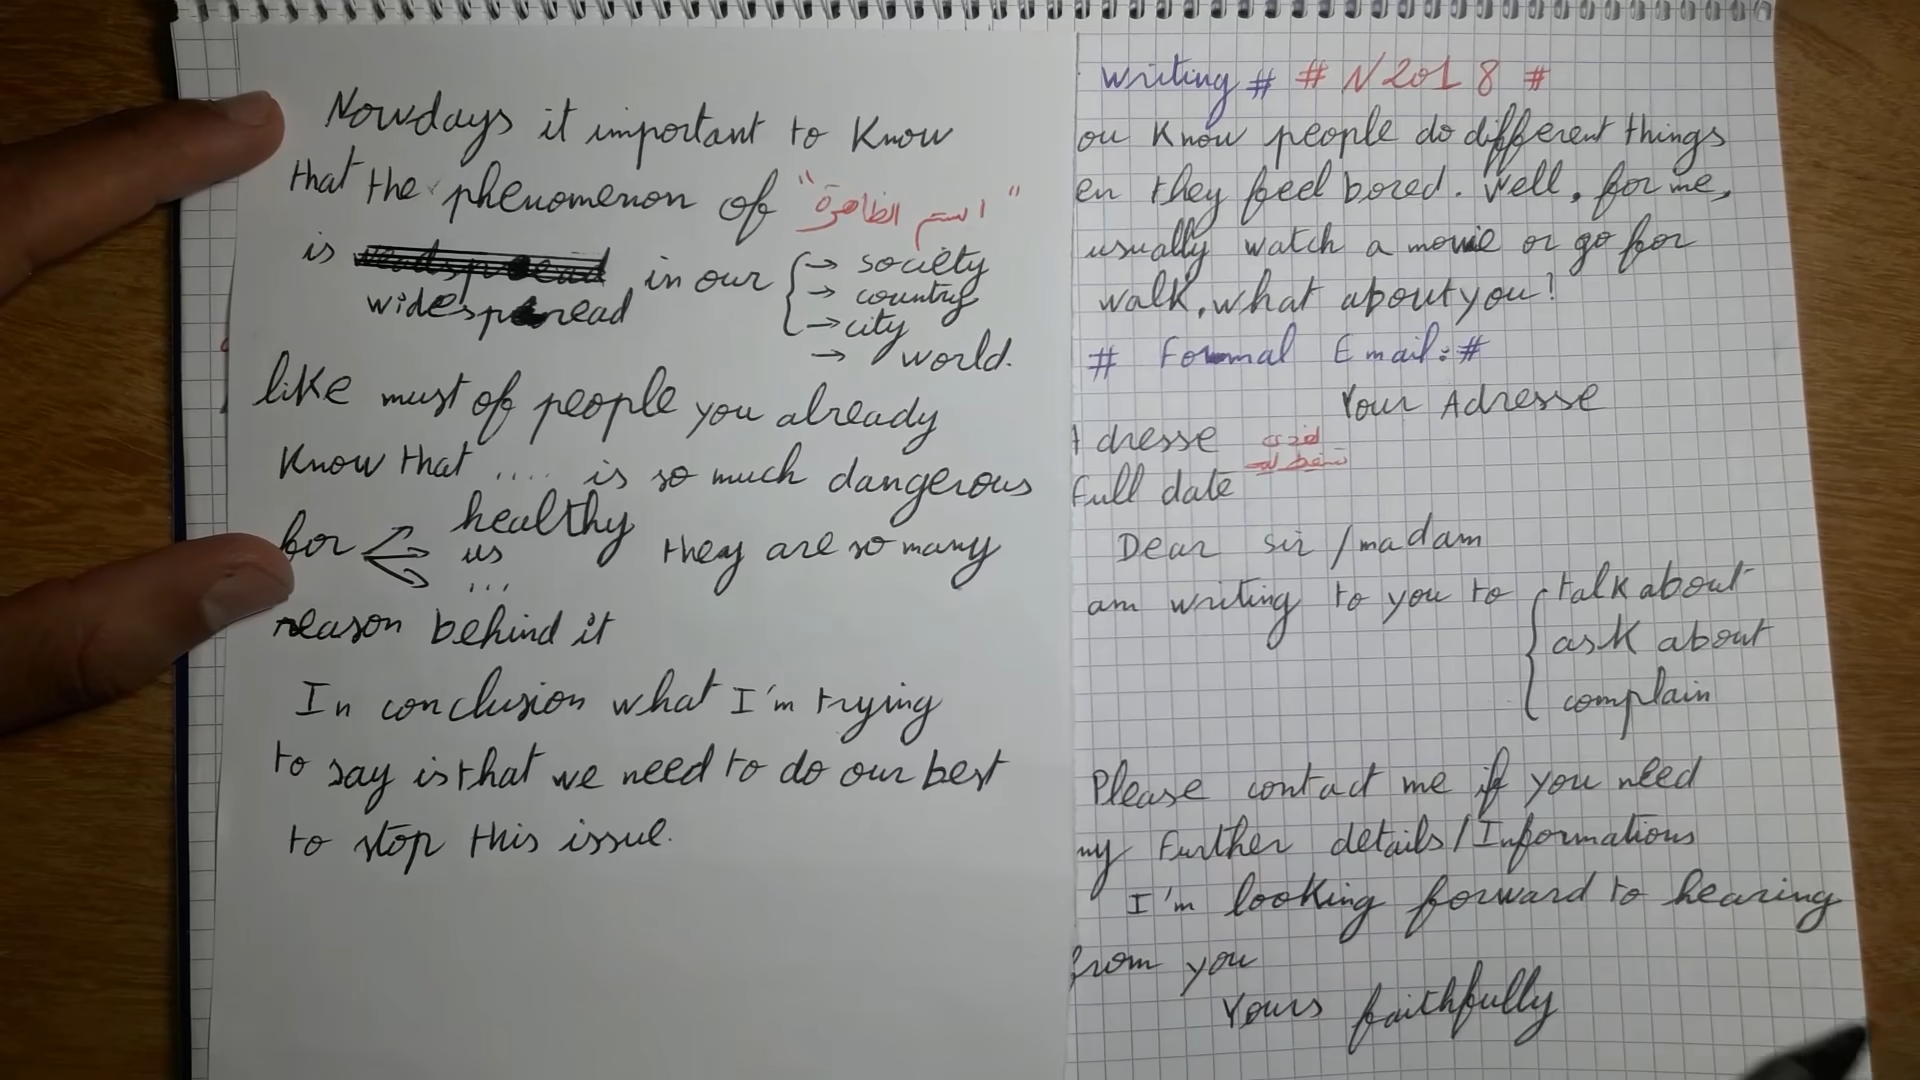 Nowdays it important to Know
that the phenomenon of "اسم الظاهرة"
is widespread in our → society
→ country
→ city
→ world.
like must of people you already
Know that .... is so much dangerous
for healthy
us
...
they are so many
reason behind it
In conclusion what I'm trying
to say is that we need to do our best
to stop this issue.
Writing # # N2018 #
ou Know people do different things
en they feel bored. Well, for me,
usually watch a movie or go for
walk, what about you!
# Formal Email: #
Your Adresse
dresse
Full date
Dear sir / madam
am writing to you to talk about
ask about
complain
Please contact me if you need
ny Further details / Informations
I'm looking forward to hearing
from you
Yours faithfully